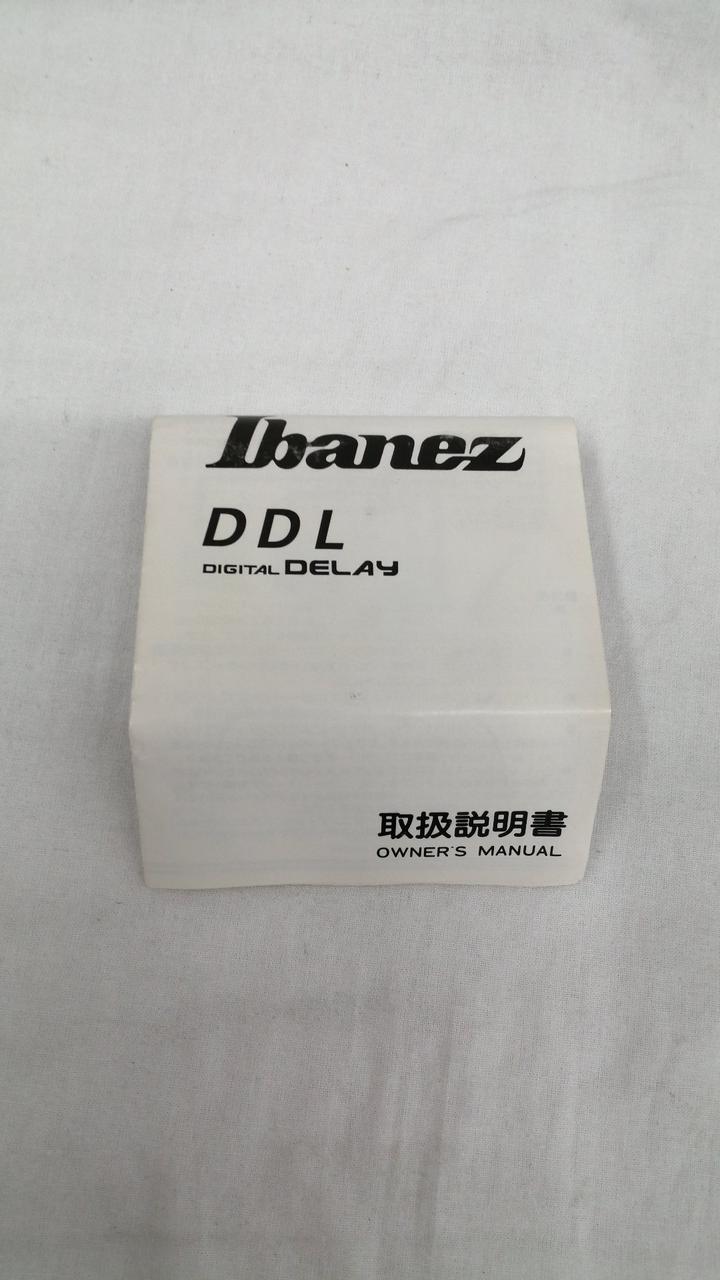 Ibanez
DDL
DIGITAL DELAY
取扱説明書
OWNER'S MANUAL